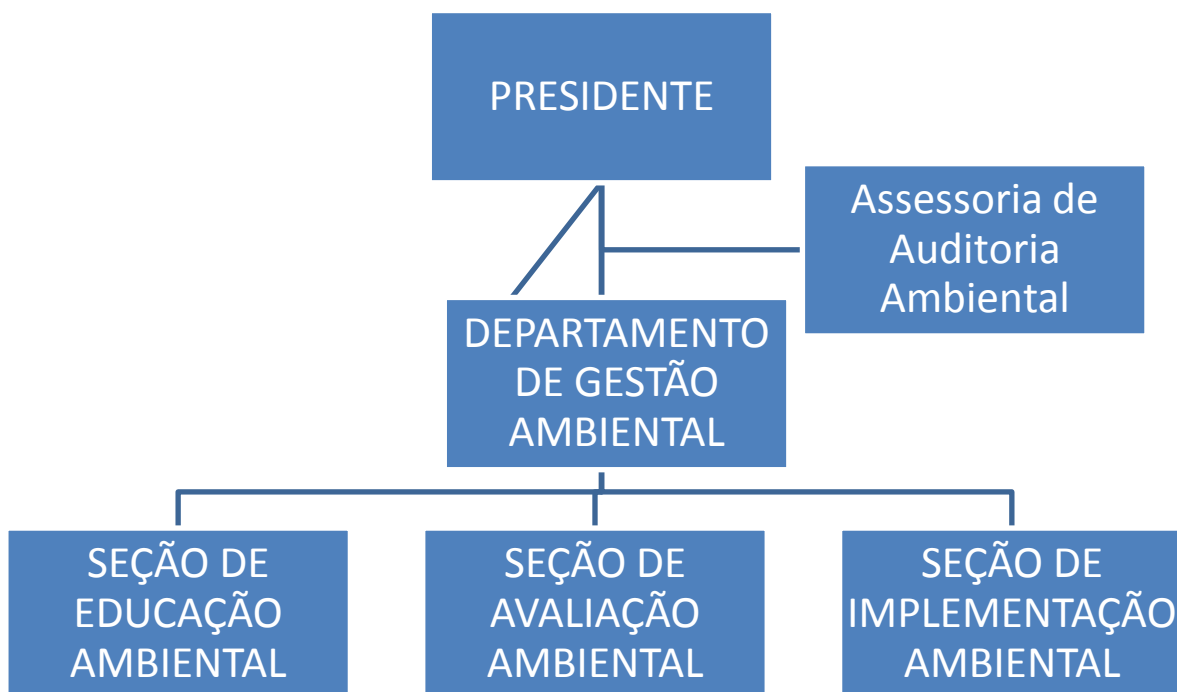 PRESIDENTE
Assessoria de
Auditoria
Ambiental
DEPARTAMENTO
DE GESTÃO
AMBIENTAL
SEÇÃO DE
EDUCAÇÃO
AMBIENTAL
SEÇÃO DE
AVALIAÇÃO
AMBIENTAL
SEÇÃO DE
IMPLEMENTAÇÃO
AMBIENTAL